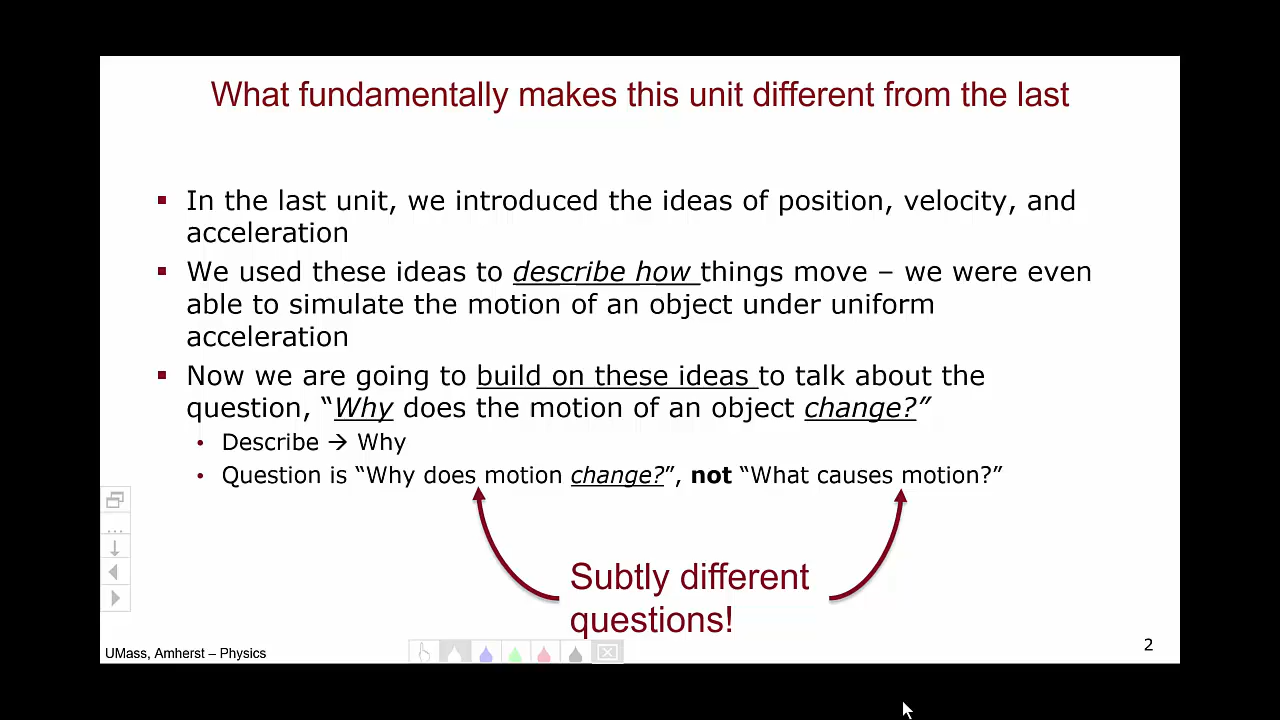 What fundamentally makes this unit different from the last
In the last unit, we introduced the ideas of position, velocity, and
acceleration
We used these ideas to describe how things move – we were even
able to simulate the motion of an object under uniform
acceleration
Now we are going to build on these ideas to talk about the
question, “Why does the motion of an object change?”
Describe → Why
Question is “Why does motion change?”, not “What causes motion?”
Subtly different
questions!
UMass, Amherst – Physics
2